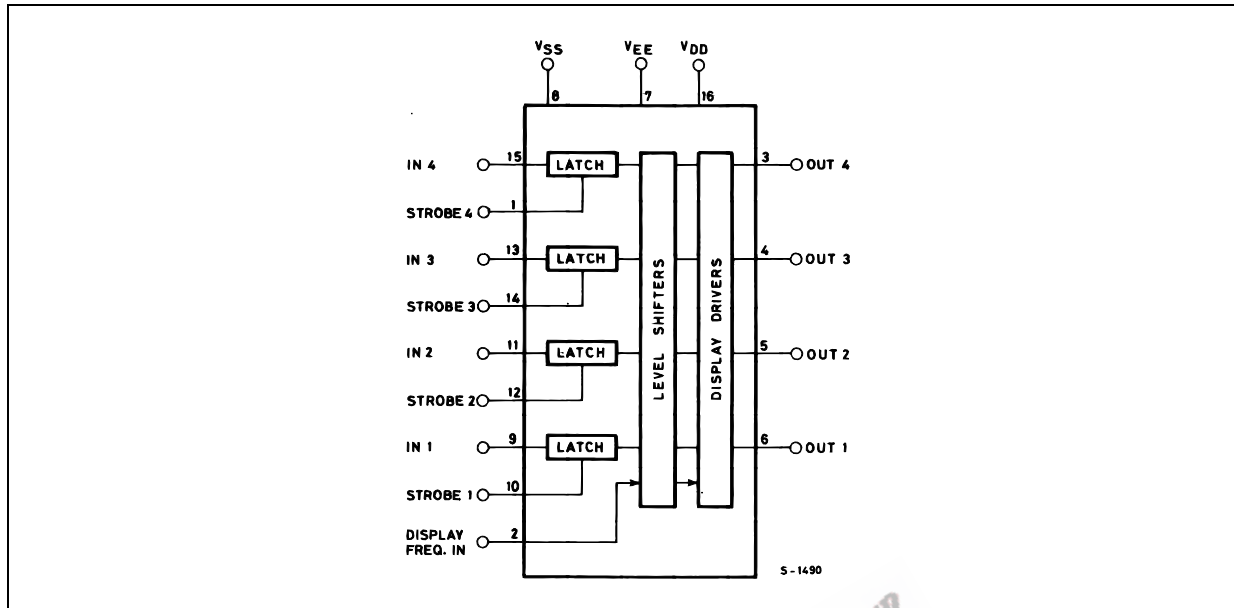 VSS VEE VDD
8 7 16
IN 4 15 LATCH 3 OUT 4
STROBE 4 1
IN 3 13 LATCH 4 OUT 3
STROBE 3 14
IN 2 11 LATCH 5 OUT 2
STROBE 2 12
IN 1 9 LATCH 6 OUT 1
STROBE 1 10
DISPLAY
FREQ. IN 2
LEVEL SHIFTERS
DISPLAY DRIVERS
S-1490